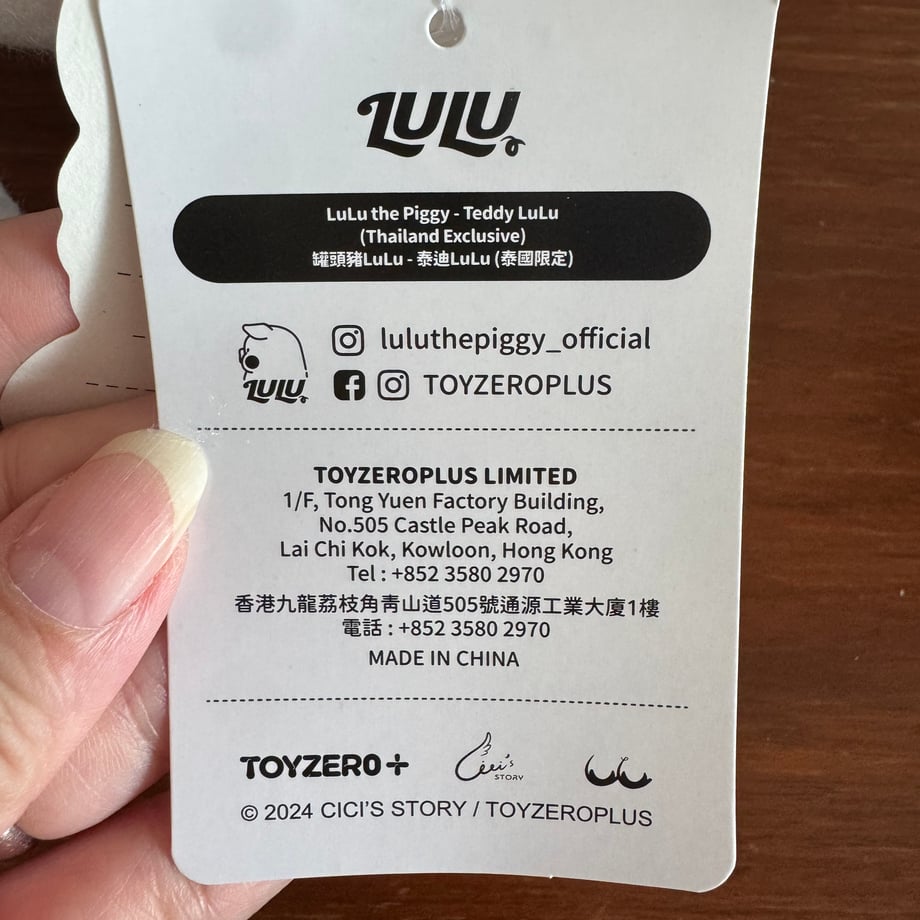 LULU
LuLu the Piggy - Teddy LuLu
(Thailand Exclusive)
罐頭豬LuLu - 泰迪LuLu (泰國限定)
luluthepiggy_official
LULU
TOYZEROPLUS
TOYZEROPLUS LIMITED
1/F, Tong Yuen Factory Building,
No.505 Castle Peak Road,
Lai Chi Kok, Kowloon, Hong Kong
Tel : +852 3580 2970
香港九龍荔枝角青山道505號通源工業大廈1樓
電話 : +852 3580 2970
MADE IN CHINA
TOYZERO+
Cici's
STORY
© 2024 CICI'S STORY / TOYZEROPLUS